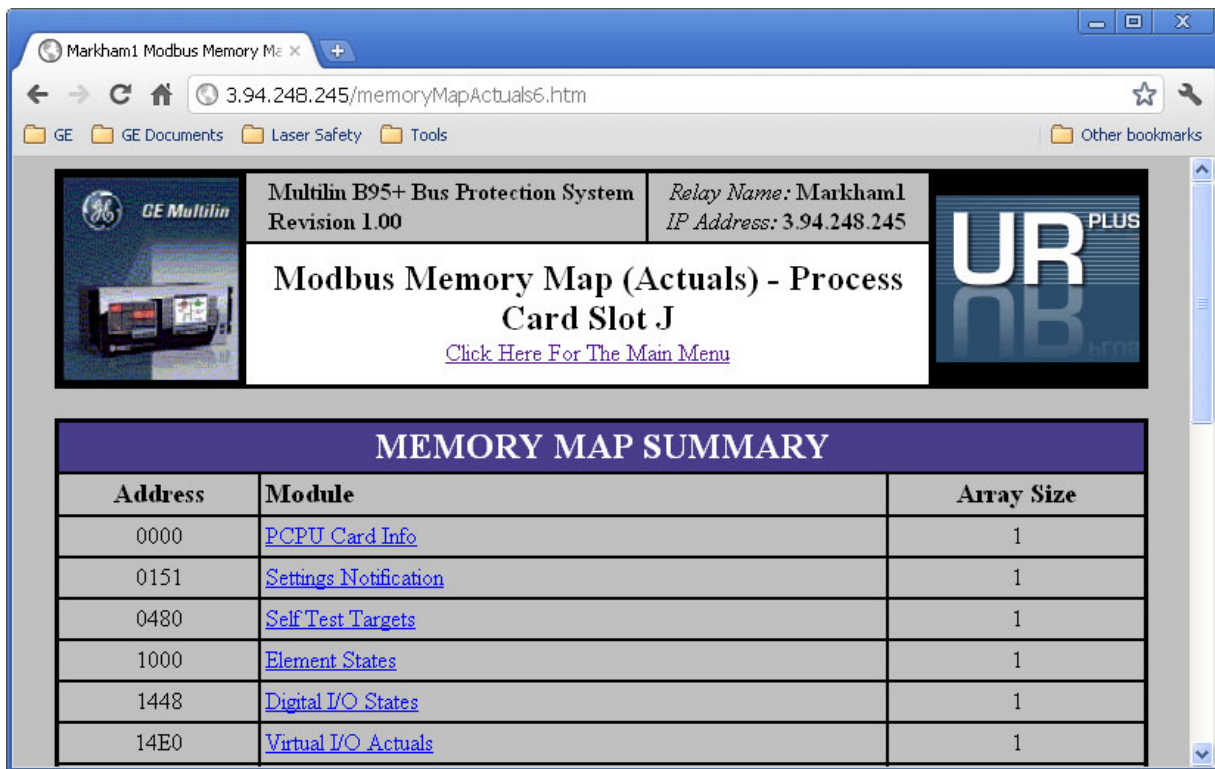 Markham1 Modbus Memory Ma
3.94.248.245/memoryMapActuals6.htm
GE GE Documents Laser Safety Tools Other bookmarks
GE Multilin
Multilin B95+ Bus Protection System
Revision 1.00
Relay Name: Markham1
IP Address: 3.94.248.245
UR PLUS
Modbus Memory Map (Actuals) - Process
Card Slot J
Click Here For The Main Menu
MEMORY MAP SUMMARY
Address Module Array Size
0000 PCPU Card Info 1
0151 Settings Notification 1
0480 Self Test Targets 1
1000 Element States 1
1448 Digital I/O States 1
14E0 Virtual I/O Actuals 1